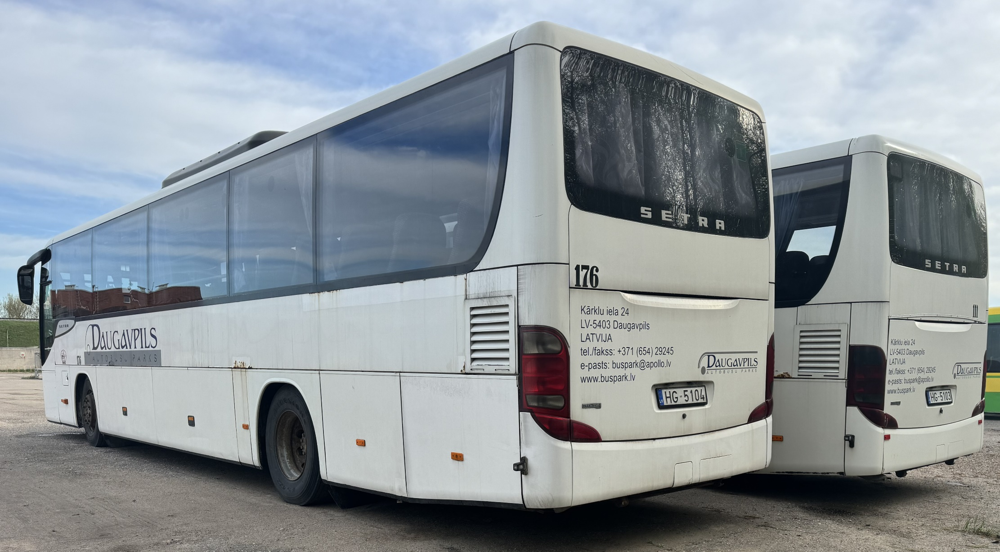 SETRA
DAUGAVPILS
AUTOBUSU PARKS
176
SETRA
176
Kārklu iela 24
LV-5403 Daugavpils
LATVIJA
tel./fakss: +371 (654) 29245
e-pasts: buspark@apollo.lv
www.buspark.lv
DAUGAVPILS
AUTOBUSU PARKS
LV HG-5104
BLUETEC 4
SETRA
111
Kārklu iela 24
LV-5403 Daugavpils
LATVIJA
tel./fakss: +371 (654) 29245
e-pasts: buspark@apollo.lv
www.buspark.lv
DAUGAVPILS
AUTOBUSU PARKS
HG-5103